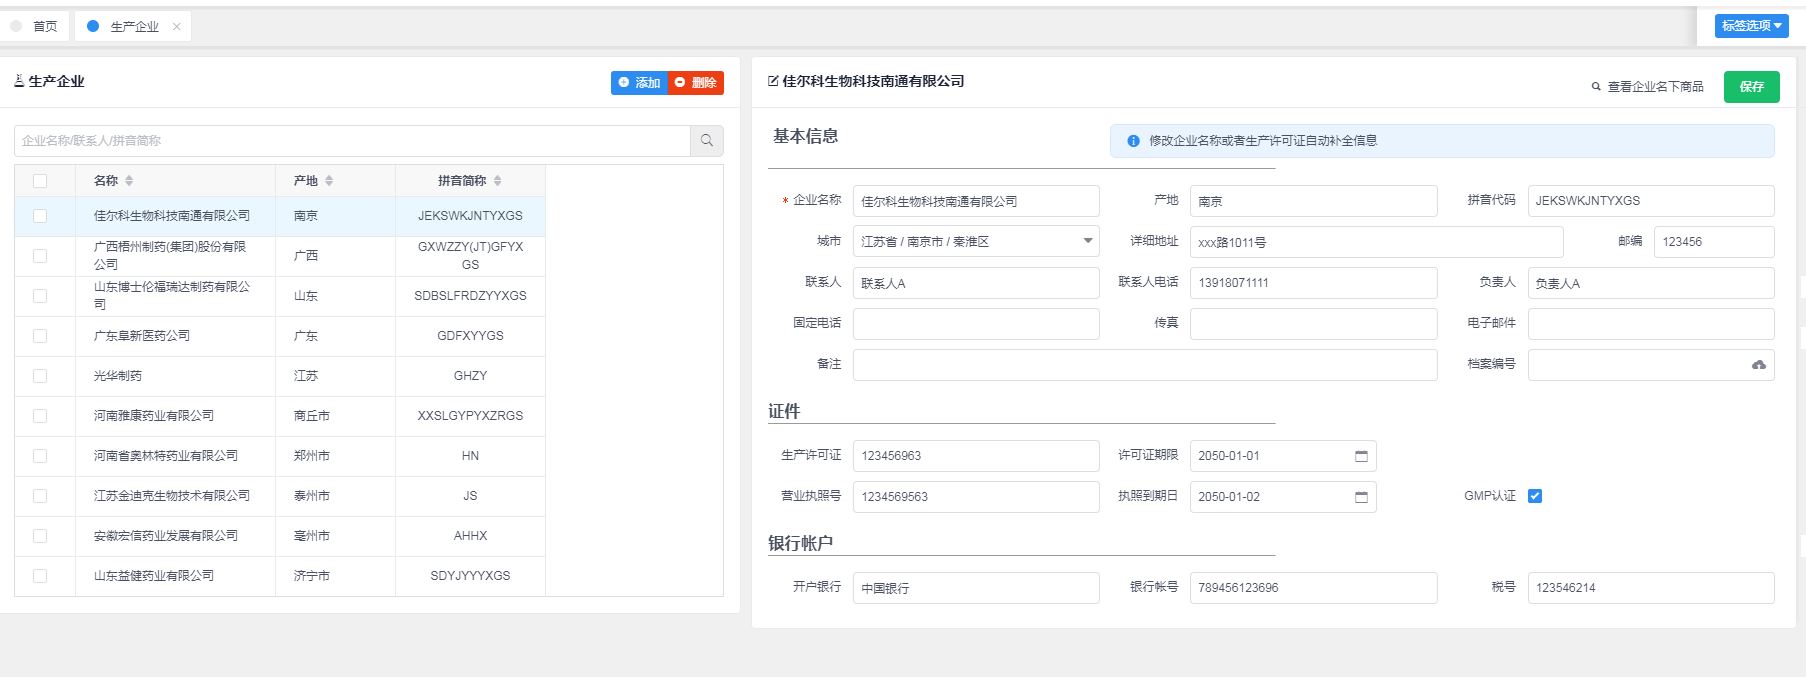 首页
生产企业
标签选项
生产企业
添加
删除
企业名称/联系人/拼音简称
名称 产地 拼音简称
佳尔科生物科技南通有限公司 南京 JEKSWKJNTYXGS
广西梧州制药(集团)股份有限 广西 GXWZZY(JT)GFYX
公司 GS
山东博士伦福瑞达制药有限公 山东 SDBSLFRDZYYXGS
司
广东阜新医药公司 广东 GDFXYYGS
光华制药 江苏 GHZY
河南雅康药业有限公司 商丘市 XXSLGYPYXZRGS
河南省奥林特药业有限公司 郑州市 HN
江苏金迪克生物技术有限公司 泰州市 JS
安徽宏信药业发展有限公司 亳州市 AHHX
山东益健药业有限公司 济宁市 SDYJYYYXGS
佳尔科生物科技南通有限公司
查看企业名下商品
保存
基本信息
修改企业名称或者生产许可证自动补全信息
* 企业名称 佳尔科生物科技南通有限公司 产地 南京 拼音代码 JEKSWKJNTYXGS
城市 江苏省 / 南京市 / 秦淮区 详细地址 xxx路1011号 邮编 123456
联系人 联系人A 联系人电话 13918071111 负责人 负责人A
固定电话 传真 电子邮件
备注 档案编号
证件
生产许可证 123456963 许可证期限 2050-01-01
营业执照号 1234569563 执照到期日 2050-01-02 GMP认证
银行帐户
开户银行 中国银行 银行帐号 789456123696 税号 123546214